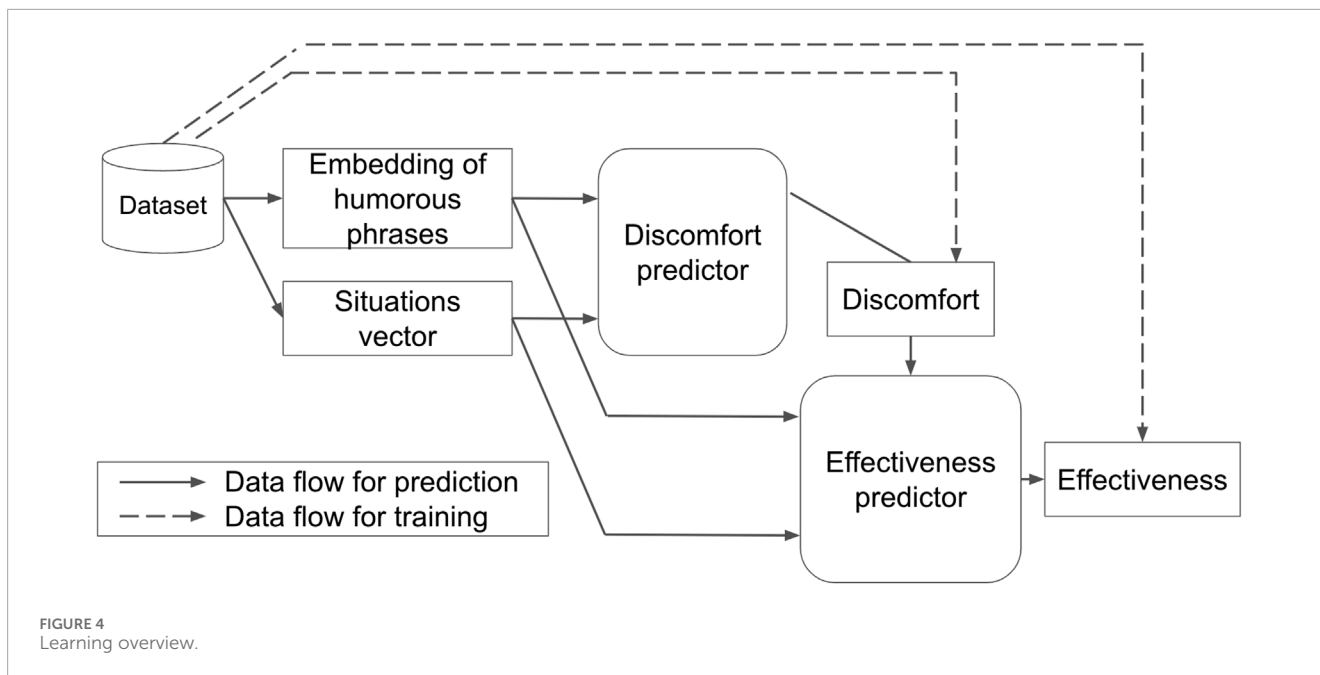 Dataset
Embedding of
humorous
phrases
Situations
vector
Discomfort
predictor
Discomfort
Effectiveness
predictor
Effectiveness
Data flow for prediction
Data flow for training
FIGURE 4
Learning overview.